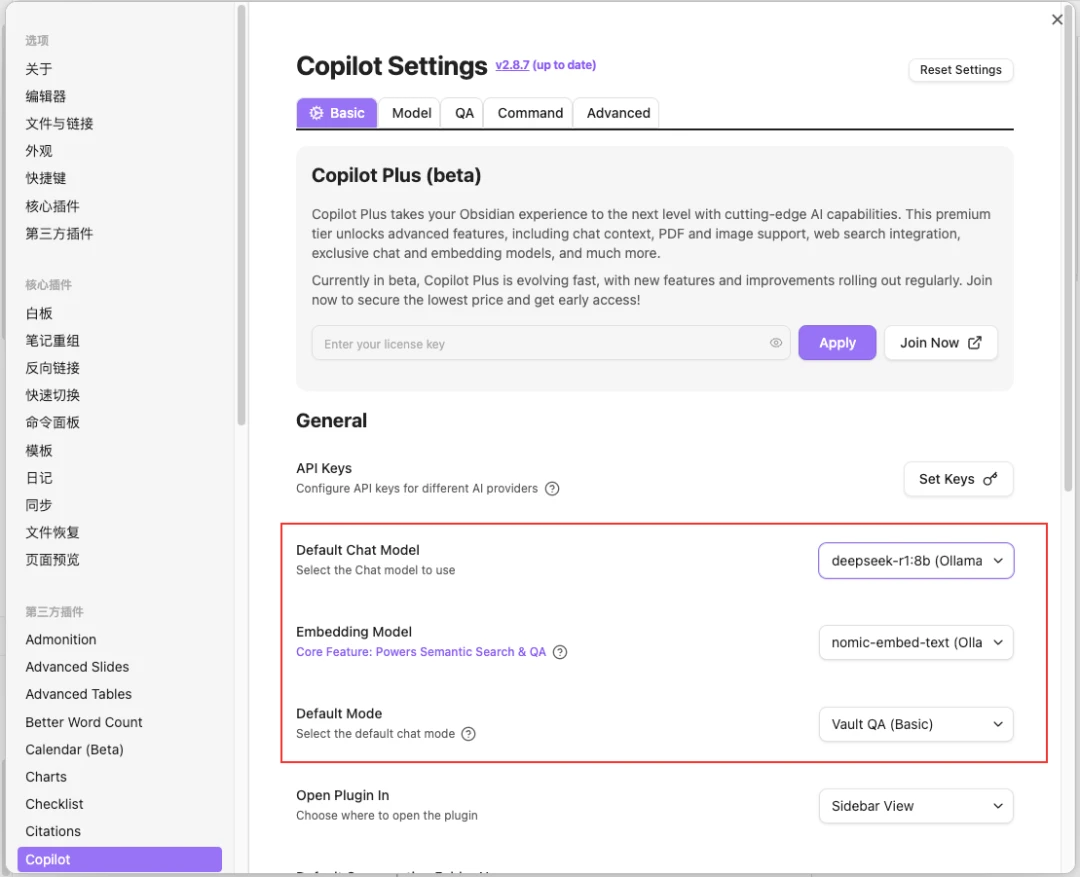 选项
关于
编辑器
文件与链接
外观
快捷键
核心插件
第三方插件
核心插件
白板
笔记重组
反向链接
快速切换
命令面板
模板
日记
同步
文件恢复
页面预览
第三方插件
Admonition
Advanced Slides
Advanced Tables
Better Word Count
Calendar (Beta)
Charts
Checklist
Citations
Copilot
Copilot Settings v2.8.7 (up to date)
Reset Settings
Basic Model QA Command Advanced
Copilot Plus (beta)
Copilot Plus takes your Obsidian experience to the next level with cutting-edge AI capabilities. This premium
tier unlocks advanced features, including chat context, PDF and image support, web search integration,
exclusive chat and embedding models, and much more.
Currently in beta, Copilot Plus is evolving fast, with new features and improvements rolling out regularly. Join
now to secure the lowest price and get early access!
Enter your license key
Apply
Join Now
General
API Keys
Configure API keys for different AI providers
Set Keys
Default Chat Model
Select the Chat model to use
deepseek-r1:8b (Ollama
Embedding Model
Core Feature: Powers Semantic Search & QA
nomic-embed-text (Olla
Default Mode
Select the default chat mode
Vault QA (Basic)
Open Plugin In
Choose where to open the plugin
Sidebar View